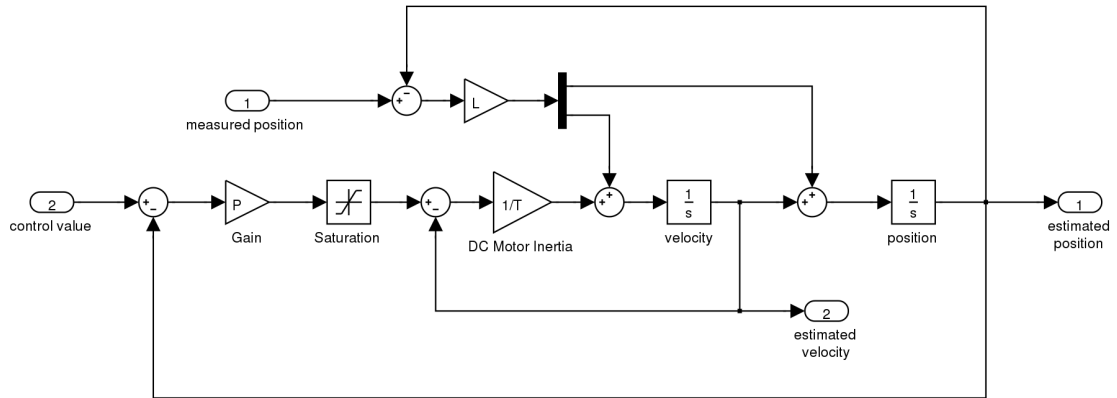 +
−
1
measured position
L
2
control value
+
−
P
Gain
Saturation
+
−
1/T
DC Motor Inertia
+
+
1
s
velocity
+
+
1
s
position
1
estimated
position
2
estimated
velocity